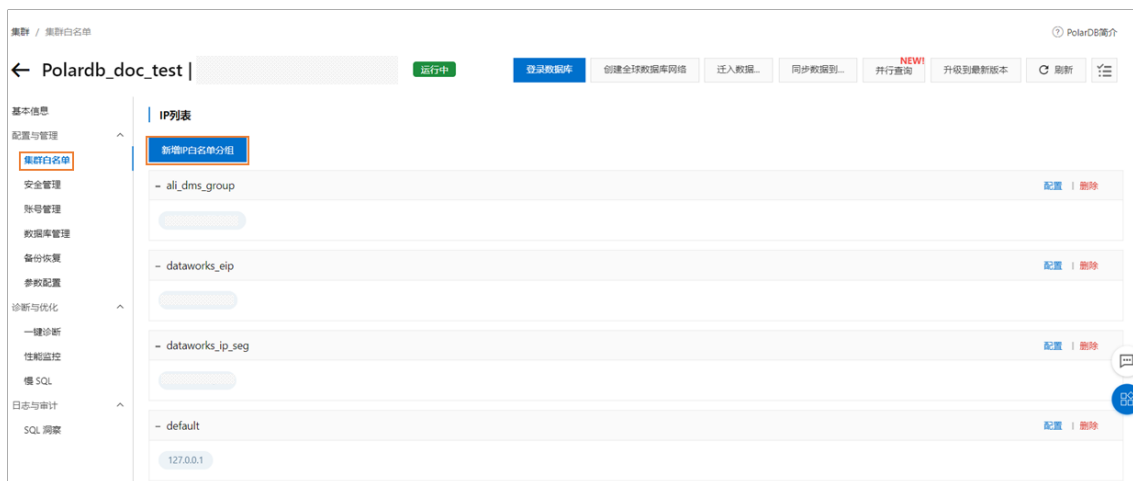 集群 / 集群白名单
PolarDB简介
Polardb_doc_test |
运行中
登录数据库
创建全球数据库网络
迁入数据...
同步数据到...
NEW!
并行查询
升级到最新版本
刷新
基本信息
配置与管理
集群白名单
安全管理
账号管理
数据库管理
备份恢复
参数配置
诊断与优化
一键诊断
性能监控
慢 SQL
日志与审计
SQL 洞察
IP列表
新增IP白名单分组
– ali_dms_group 配置 | 删除
– dataworks_eip 配置 | 删除
– dataworks_ip_seg 配置 | 删除
– default 配置 | 删除
127.0.0.1